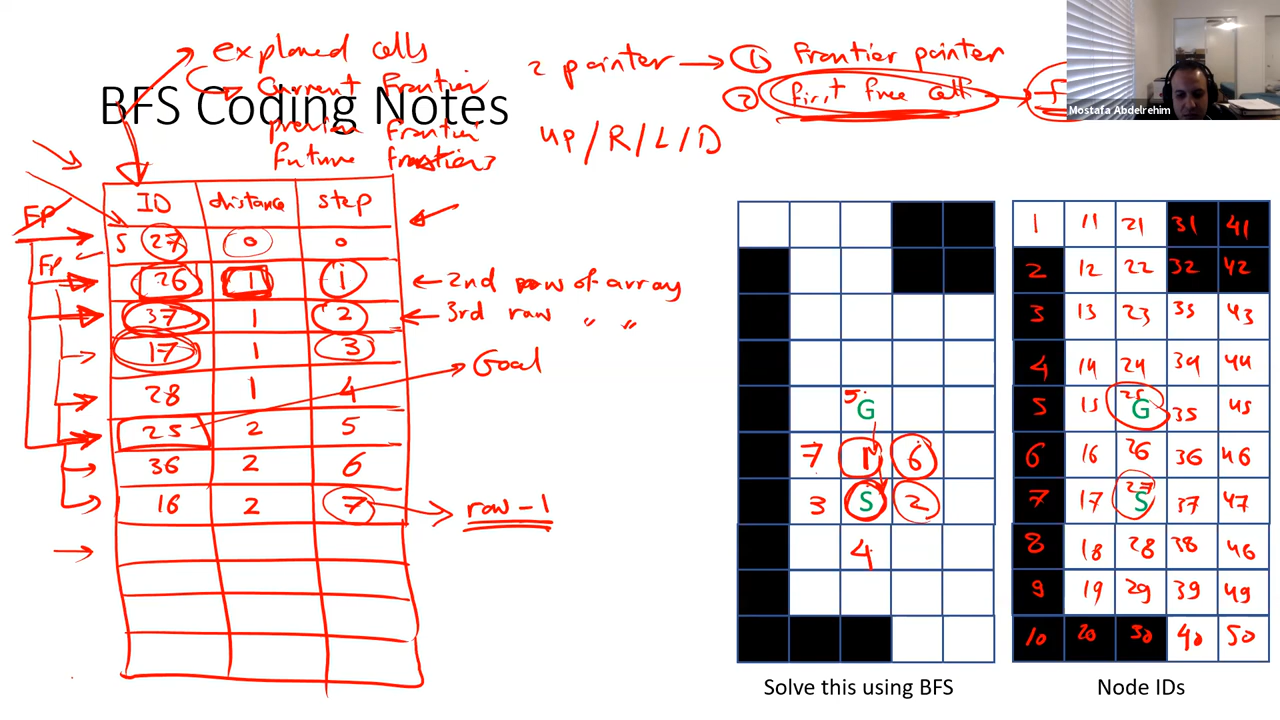 explored cells
Current Frontier
BFS Coding Notes
previous Frontier
future frontiers
2 pointer → ① Frontier pointer
② first free cell →
up / R / L / D
Mostafa Abdelrehim
ID distance step
FP S 27 0 0
FP 26 1 1 ← 2nd row of array
37 1 2 ← 3rd raw " "
17 1 3
28 1 4 Goal
25 2 5
36 2 6
16 2 7 → row - 1
5 G
7 1 6
3 S 2
4
Solve this using BFS
1 11 21 31 41
2 12 22 32 42
3 13 23 33 43
4 14 24 34 44
5 15 25 G 35 45
6 16 26 36 46
7 17 27 S 37 47
8 18 28 38 46
9 19 29 39 49
10 20 30 40 50
Node IDs